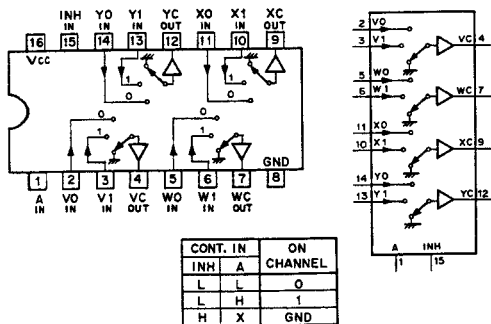 INH Y0 Y1 YC X0 X1 XC
IN IN IN OUT IN IN OUT
16 15 14 13 12 11 10 9
VCC
1 0 1 0
0 1 0 1
GND
1 2 3 4 5 6 7 8
A V0 V1 VC W0 W1 WC
IN IN IN OUT IN IN OUT
2 V0 VC 4
3 V1
5 W0 WC 7
6 W1
11 X0 XC 9
10 X1
14 Y0 YC 12
13 Y1
A INH
1 15
CONT. IN ON
INH A CHANNEL
L L 0
L H 1
H X GND